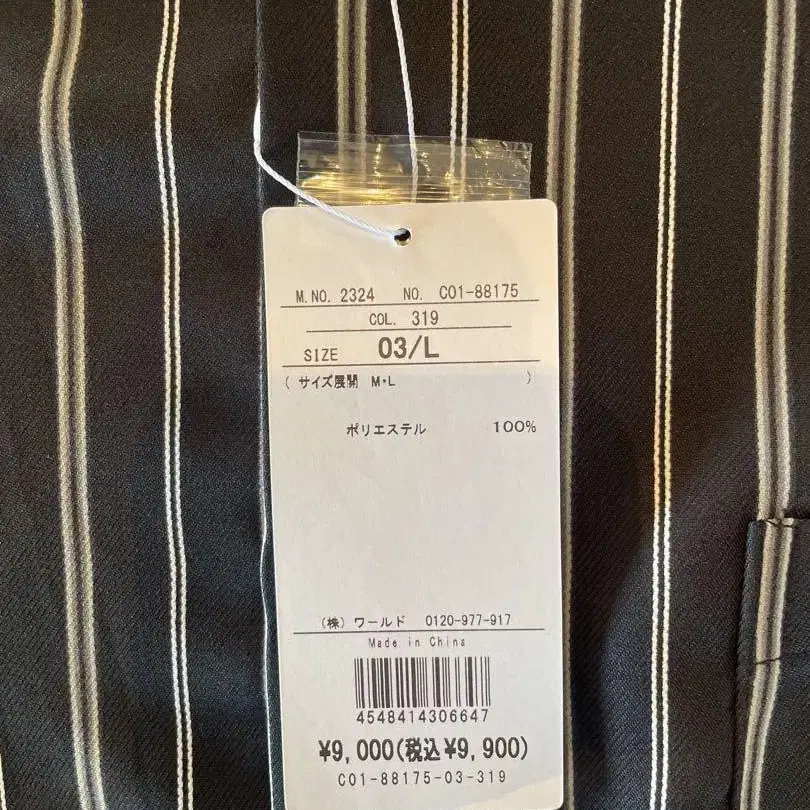 M.NO. 2324 NO. C01-88175
COL. 319
SIZE 03/L
( サイズ展開 M・L )
ポリエステル 100%
(株) ワールド 0120-977-917
Made in China
4548414306647
¥9,000(税込¥9,900)
C01-88175-03-319